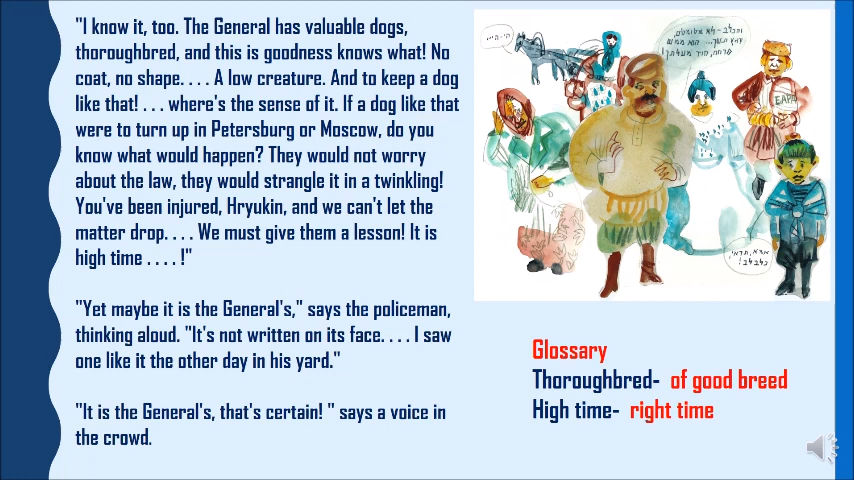 "I know it, too. The General has valuable dogs,
thoroughbred, and this is goodness knows what! No
coat, no shape. . . . A low creature. And to keep a dog
like that! . . . where's the sense of it. If a dog like that
were to turn up in Petersburg or Moscow, do you
know what would happen? They would not worry
about the law, they would strangle it in a twinkling!
You've been injured, Hryukin, and we can't let the
matter drop. . . . We must give them a lesson! It is
high time . . . . !"
"Yet maybe it is the General's," says the policeman,
thinking aloud. "It's not written on its face. . . . I saw
one like it the other day in his yard."
"It is the General's, that's certain! " says a voice in
the crowd.
אמא, תראי,
כלבלב!
Glossary
Thoroughbred- of good breed
High time- right time